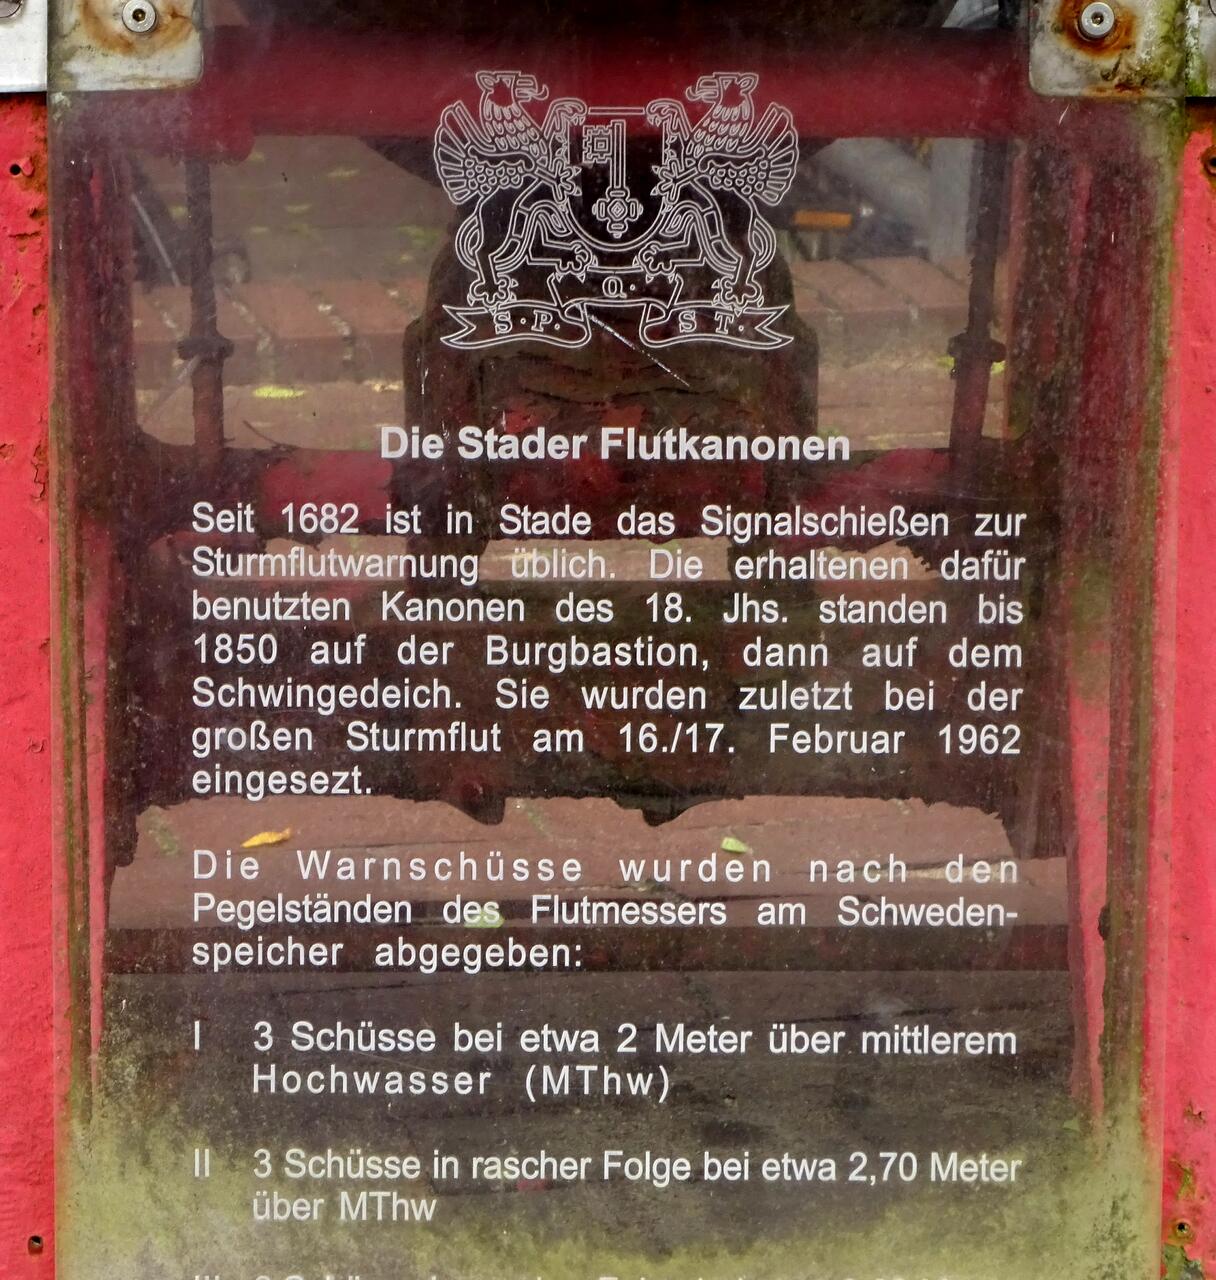 Q.
S.P. ST.
Die Stader Flutkanonen
Seit 1682 ist in Stade das Signalschießen zur
Sturmflutwarnung üblich. Die erhaltenen dafür
benutzten Kanonen des 18. Jhs. standen bis
1850 auf der Burgbastion, dann auf dem
Schwingedeich. Sie wurden zuletzt bei der
großen Sturmflut am 16./17. Februar 1962
eingesezt.
Die Warnschüsse wurden nach den
Pegelständen des Flutmessers am Schweden-
speicher abgegeben:
I 3 Schüsse bei etwa 2 Meter über mittlerem
Hochwasser (MThw)
II 3 Schüsse in rascher Folge bei etwa 2,70 Meter
über MThw